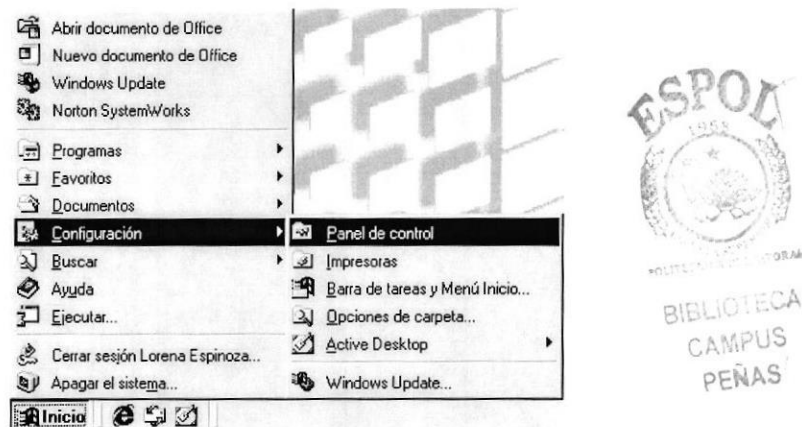 Abrir documento de Office
Nuevo documento de Office
Windows Update
Norton SystemWorks
Programas
Favoritos
Documentos
Configuración
Buscar
Ayuda
Ejecutar...
Cerrar sesión Lorena Espinoza...
Apagar el sistema...
Panel de control
Impresoras
Barra de tareas y Menú Inicio...
Opciones de carpeta...
Active Desktop
Windows Update...
Inicio
ESPOL
1958
BIBLIOTECA
CAMPUS
PEÑAS